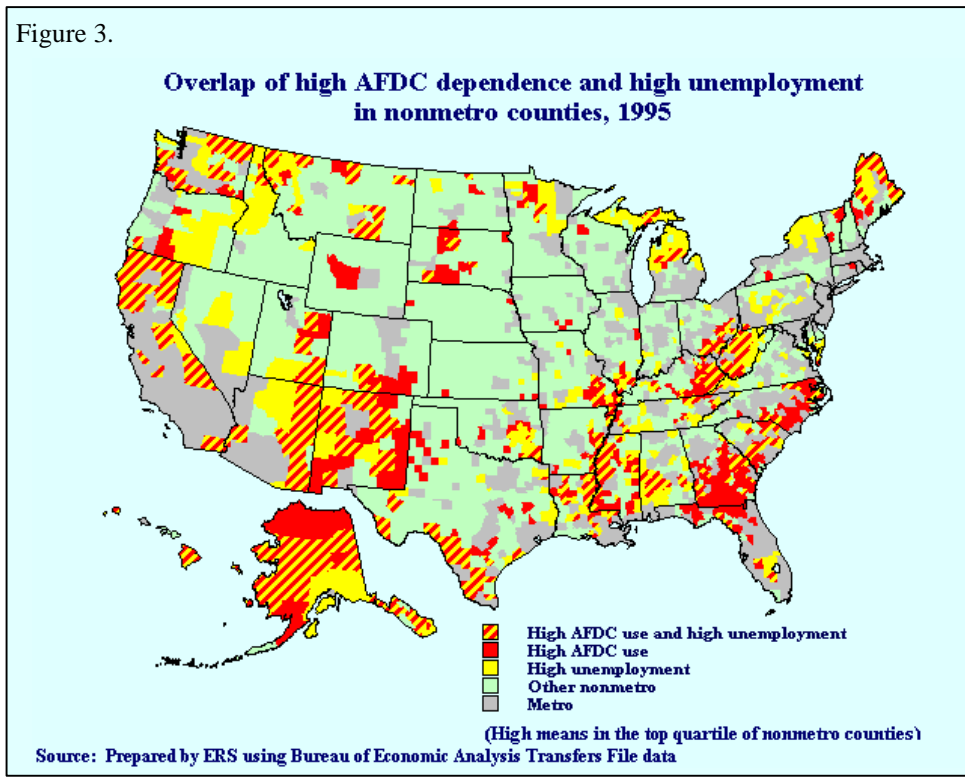 Figure 3.
Overlap of high AFDC dependence and high unemployment
in nonmetro counties, 1995
High AFDC use and high unemployment
High AFDC use
High unemployment
Other nonmetro
Metro
(High means in the top quartile of nonmetro counties)
Source: Prepared by ERS using Bureau of Economic Analysis Transfers File data